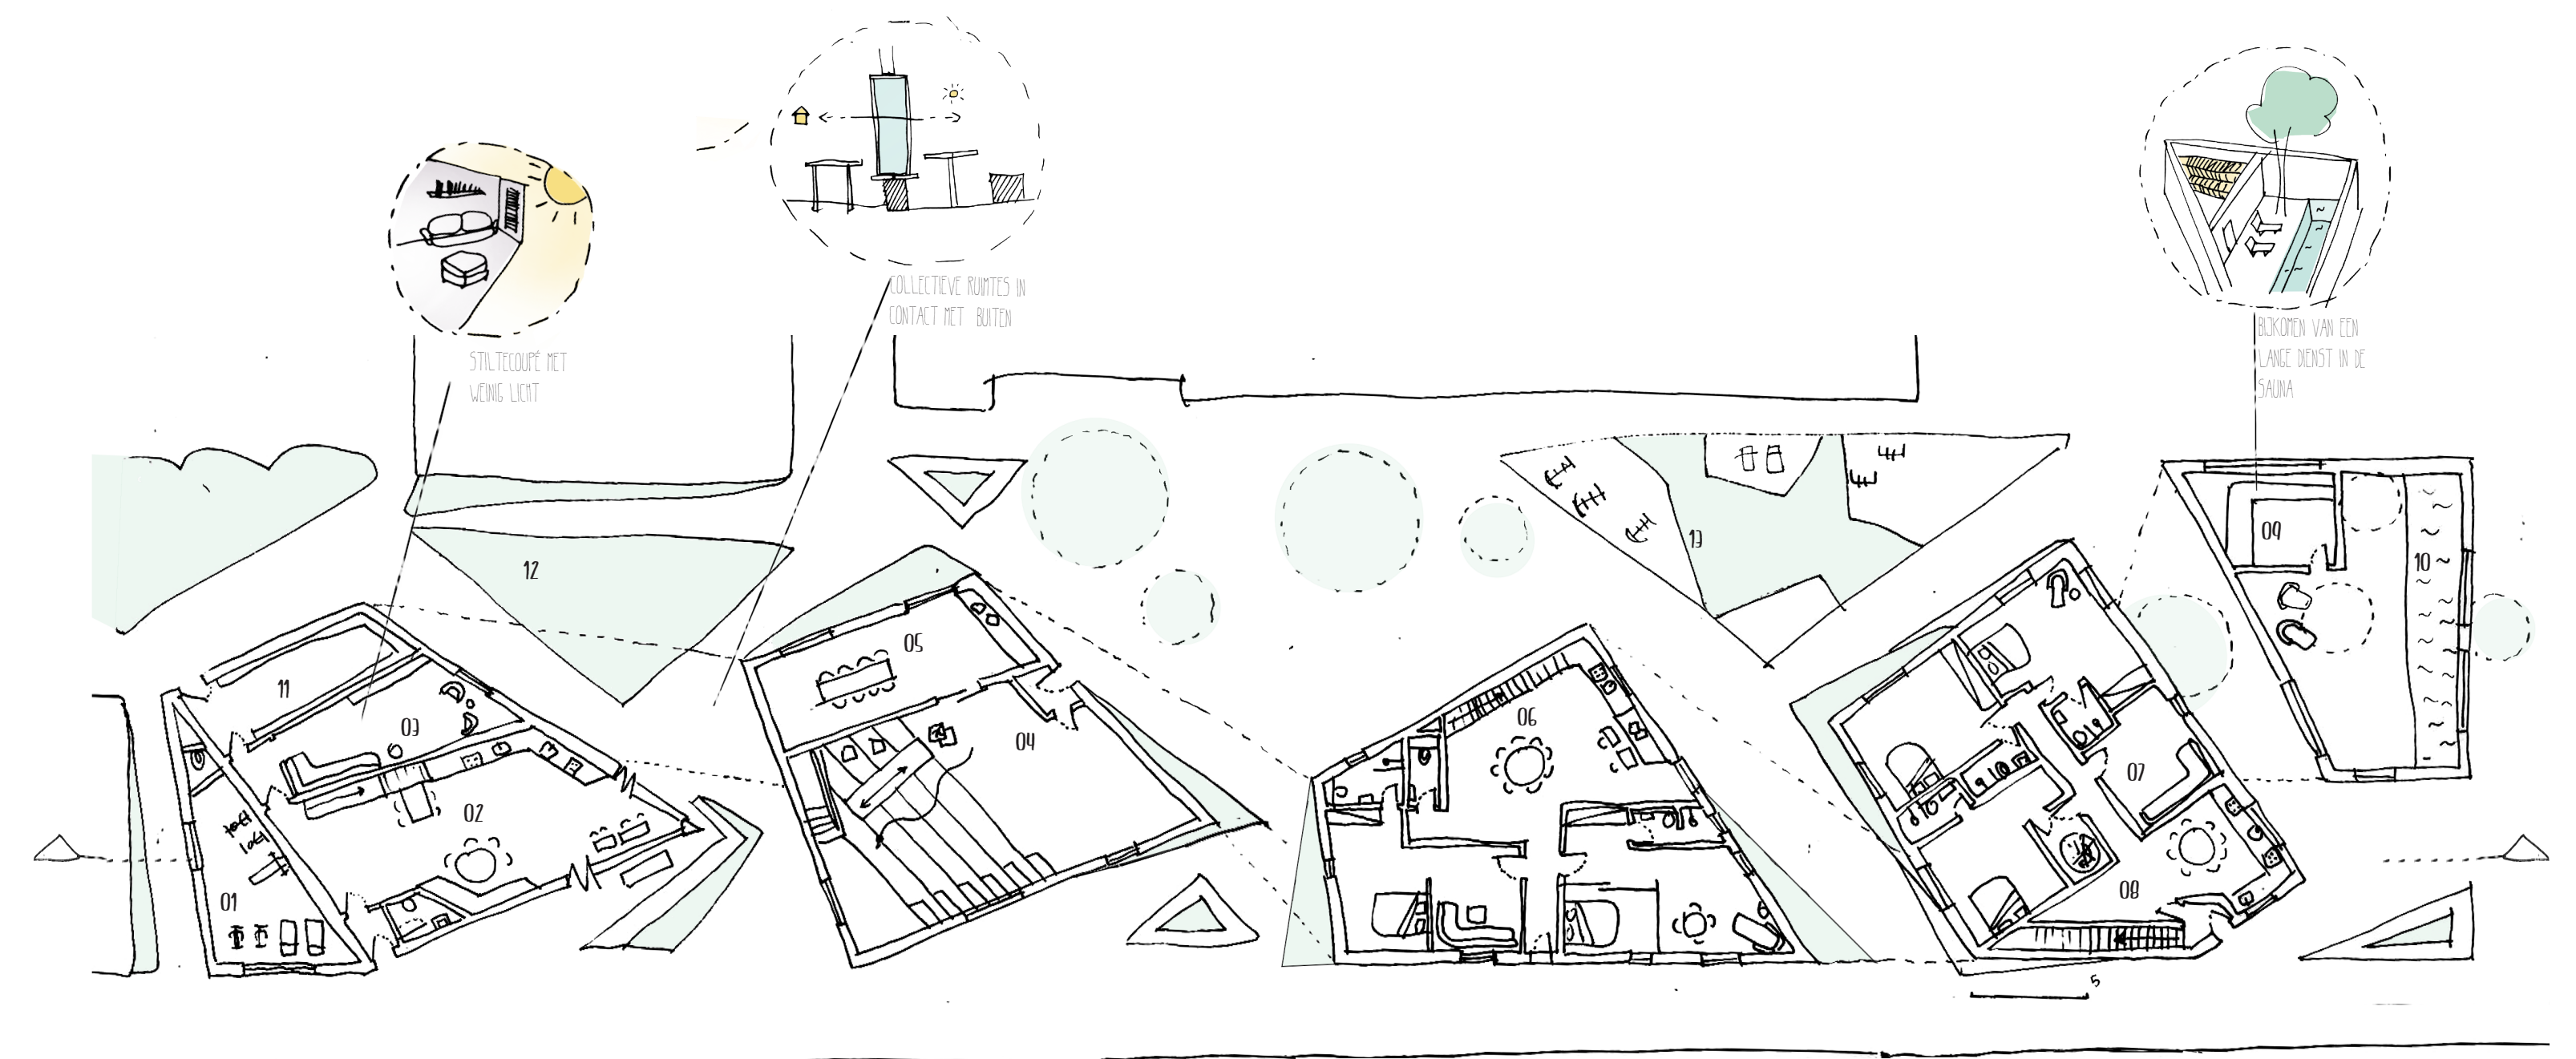 COLLECTIEVE RUIMTES IN
CONTACT MET BUITEN
BIJKOMEN VAN EEN
LANGE DIENST IN DE
SAUNA
STILTECOUPÉ MET
WEINIG LICHT
12
13
09
10
11
03
05
04
02
01
06
07
08
5